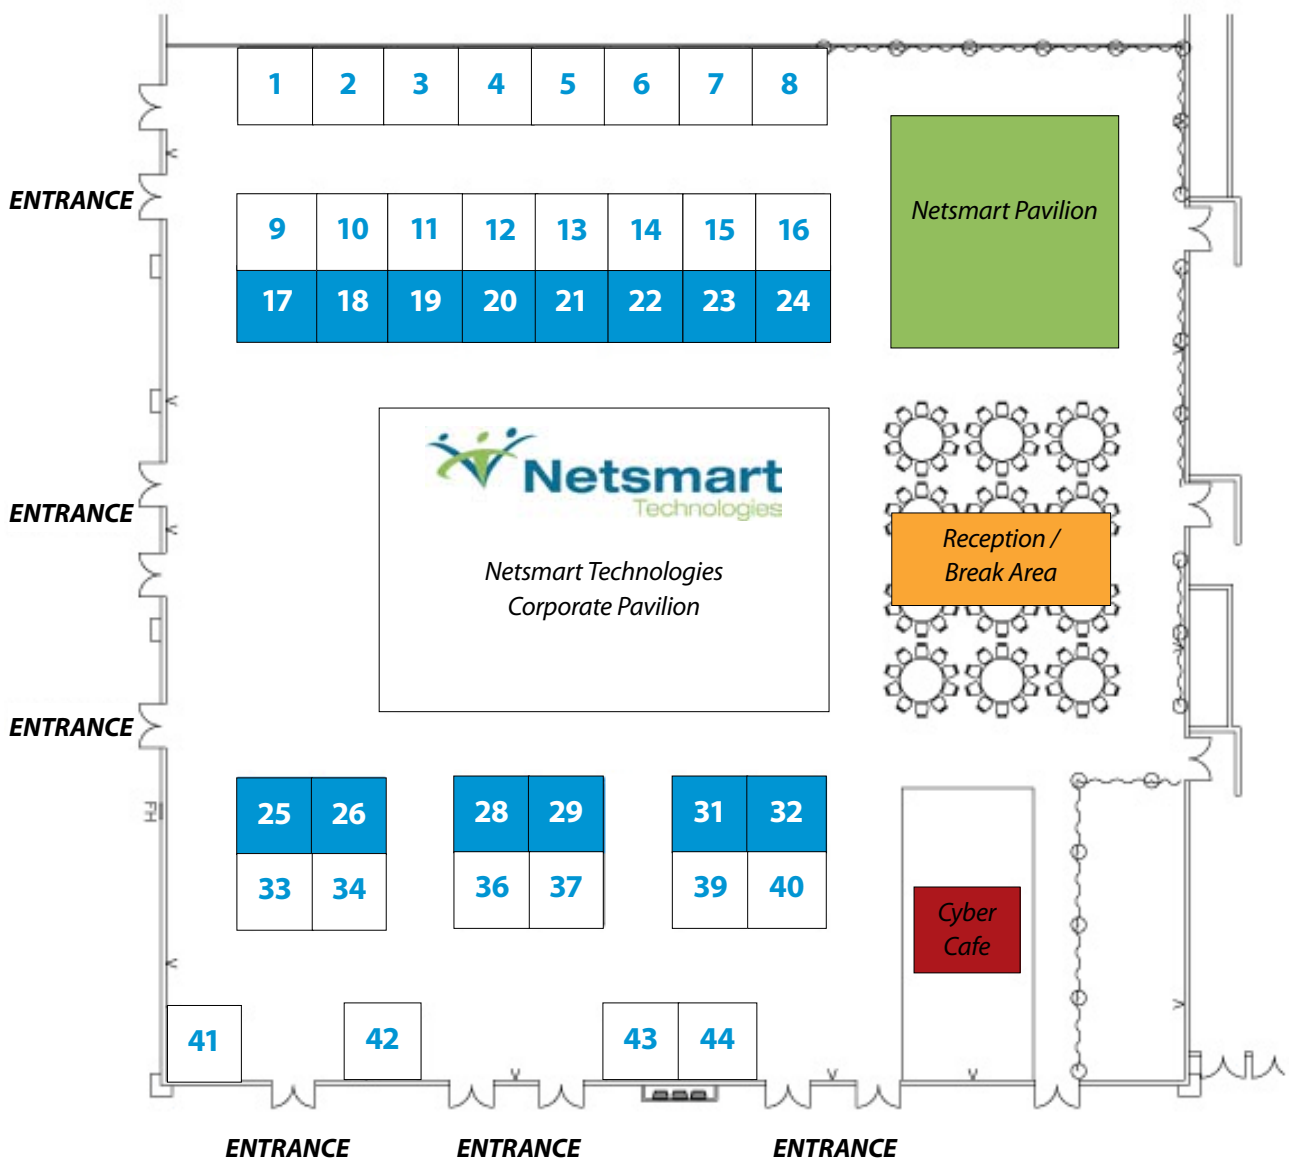 1 2 3 4 5 6 7 8
ENTRANCE
Netsmart Pavilion
9 10 11 12 13 14 15 16
17 18 19 20 21 22 23 24
Netsmart
Technologies
ENTRANCE
Netsmart Technologies
Corporate Pavilion
Reception /
Break Area
ENTRANCE
FH
25 26 28 29 31 32
33 34 36 37 39 40
Cyber
Cafe
41 42 43 44
ENTRANCE ENTRANCE ENTRANCE